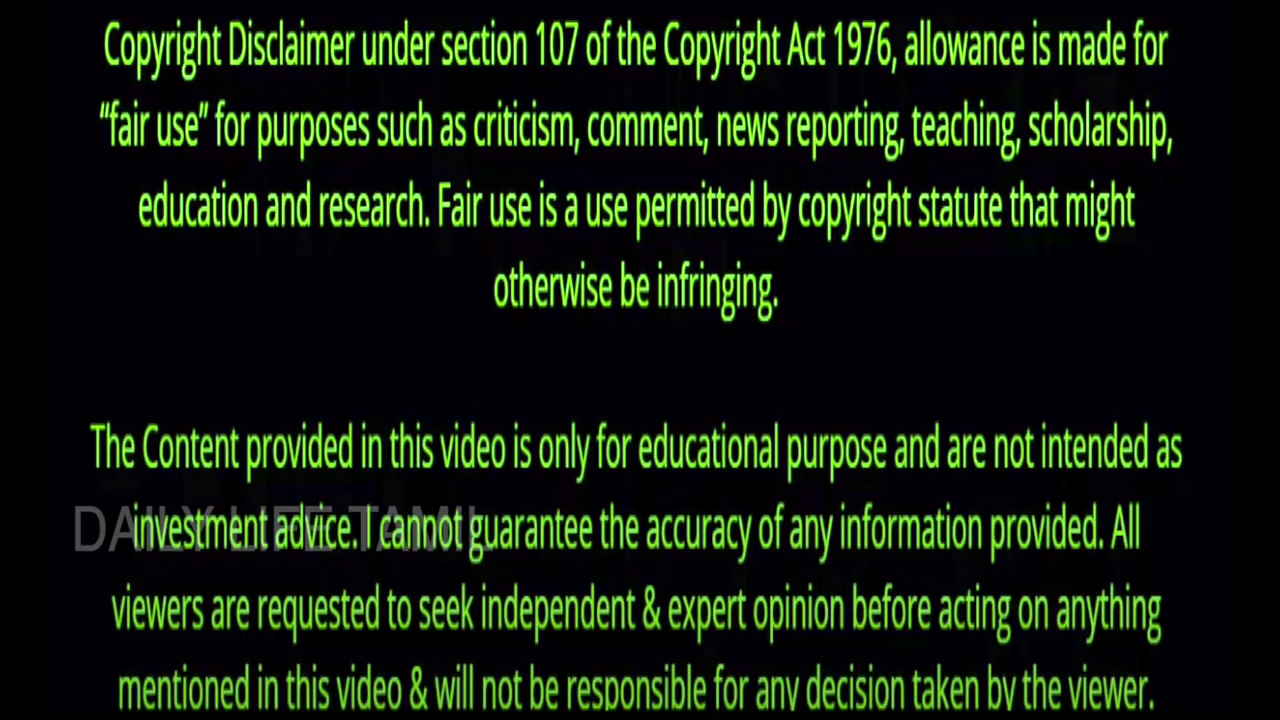 Copyright Disclaimer under section 107 of the Copyright Act 1976, allowance is made for
“fair use” for purposes such as criticism, comment, news reporting, teaching, scholarship,
education and research. Fair use is a use permitted by copyright statute that might
otherwise be infringing.
The Content provided in this video is only for educational purpose and are not intended as
investment advice.I cannot guarantee the accuracy of any information provided. All
DAILY LIFE TAMIL
viewers are requested to seek independent & expert opinion before acting on anything
mentioned in this video & will not be responsible for any decision taken by the viewer.